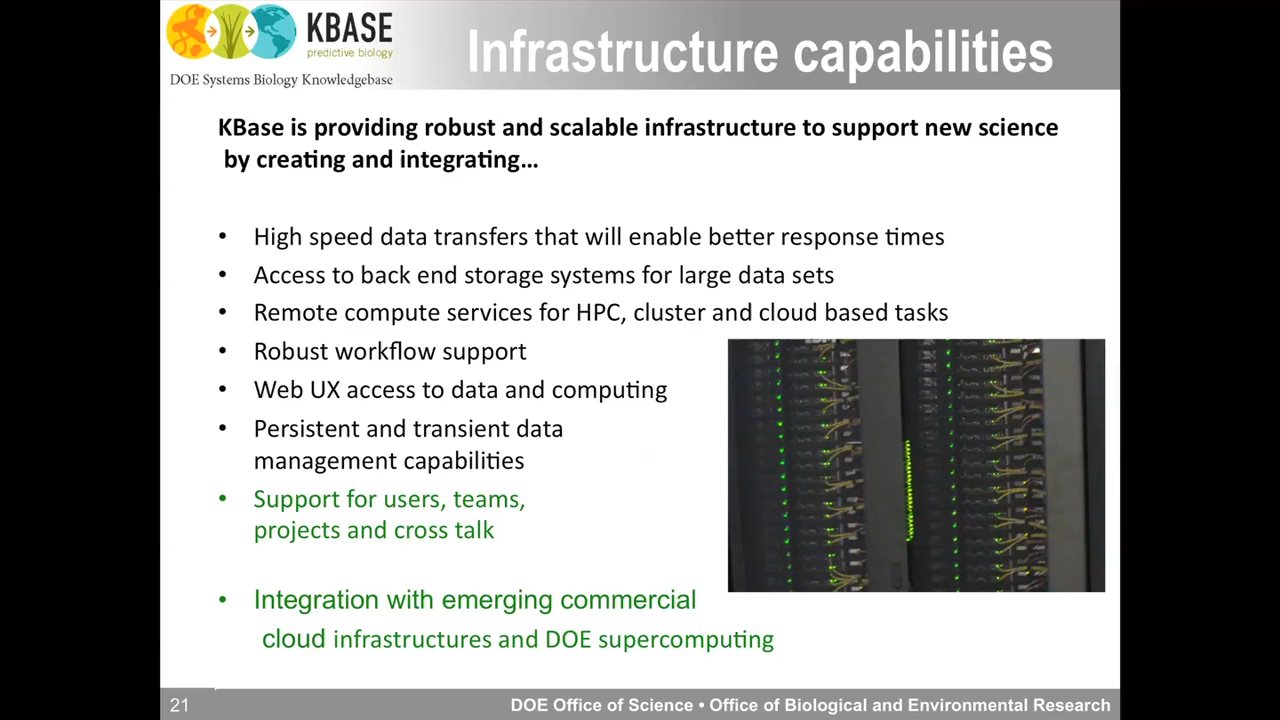 KBASE
predictive biology
DOE Systems Biology Knowledgebase
Infrastructure capabilities
KBase is providing robust and scalable infrastructure to support new science
by creating and integrating…
• High speed data transfers that will enable better response times
• Access to back end storage systems for large data sets
• Remote compute services for HPC, cluster and cloud based tasks
• Robust workflow support
• Web UX access to data and computing
• Persistent and transient data
management capabilities
• Support for users, teams,
projects and cross talk
• Integration with emerging commercial
cloud infrastructures and DOE supercomputing
21
DOE Office of Science • Office of Biological and Environmental Research